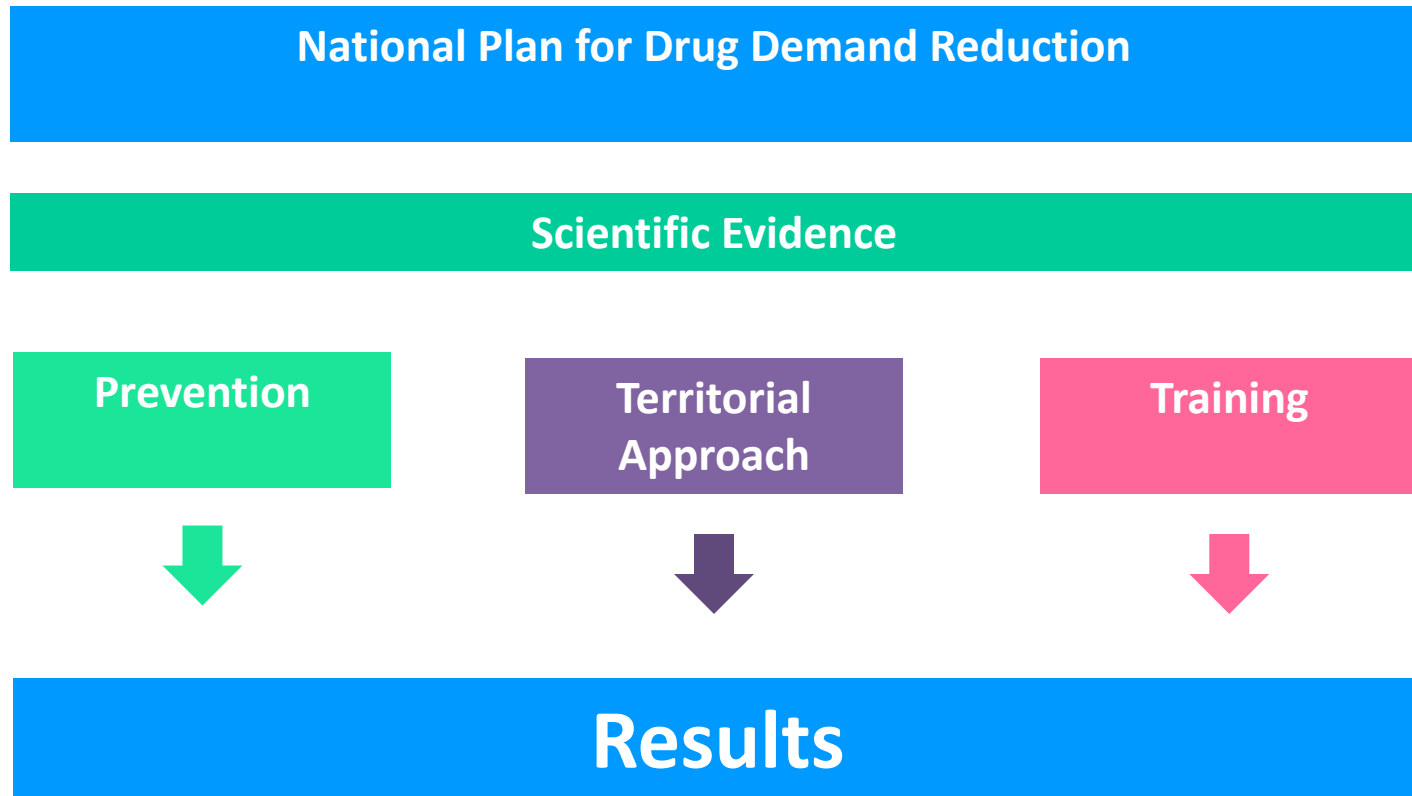 National Plan for Drug Demand Reduction
Scientific Evidence
Prevention
Territorial
Approach
Training
Results